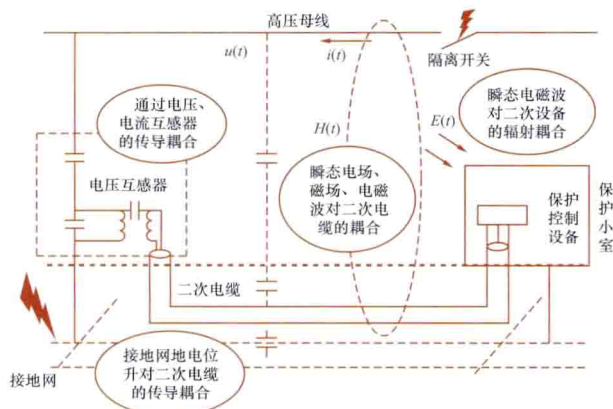 高压母线
u(t)
i(t)
隔离开关
通过电压、
电流互感器
的传导耦合
瞬态电磁波
对二次设备
的辐射耦合
H(t)
E(t)
电压互感器
瞬态电场、
磁场、电磁
波对二次电
缆的耦合
保护
控制
设备
保护小室
二次电缆
接地网
接地网地电位
升对二次电缆
的传导耦合